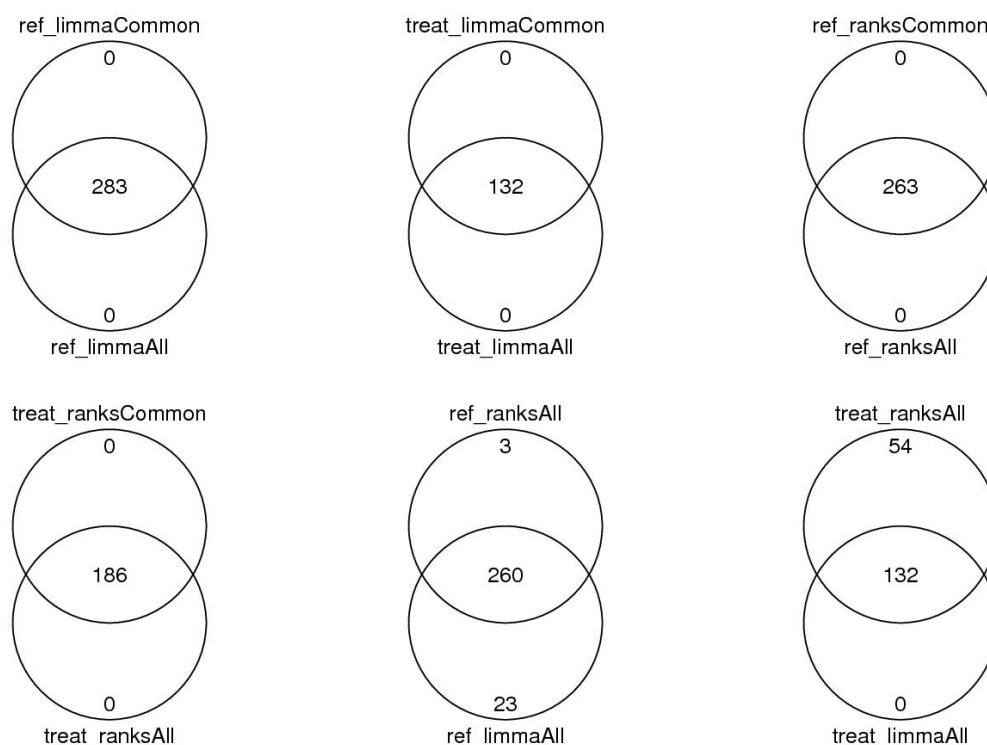 ref_limmaCommon
0
283
0
ref_limmaAll
treat_limmaCommon
0
132
0
treat_limmaAll
ref_ranksCommon
0
263
0
ref_ranksAll
treat_ranksCommon
0
186
0
treat_ranksAll
ref_ranksAll
3
260
23
ref_limmaAll
treat_ranksAll
54
132
0
treat_limmaAll